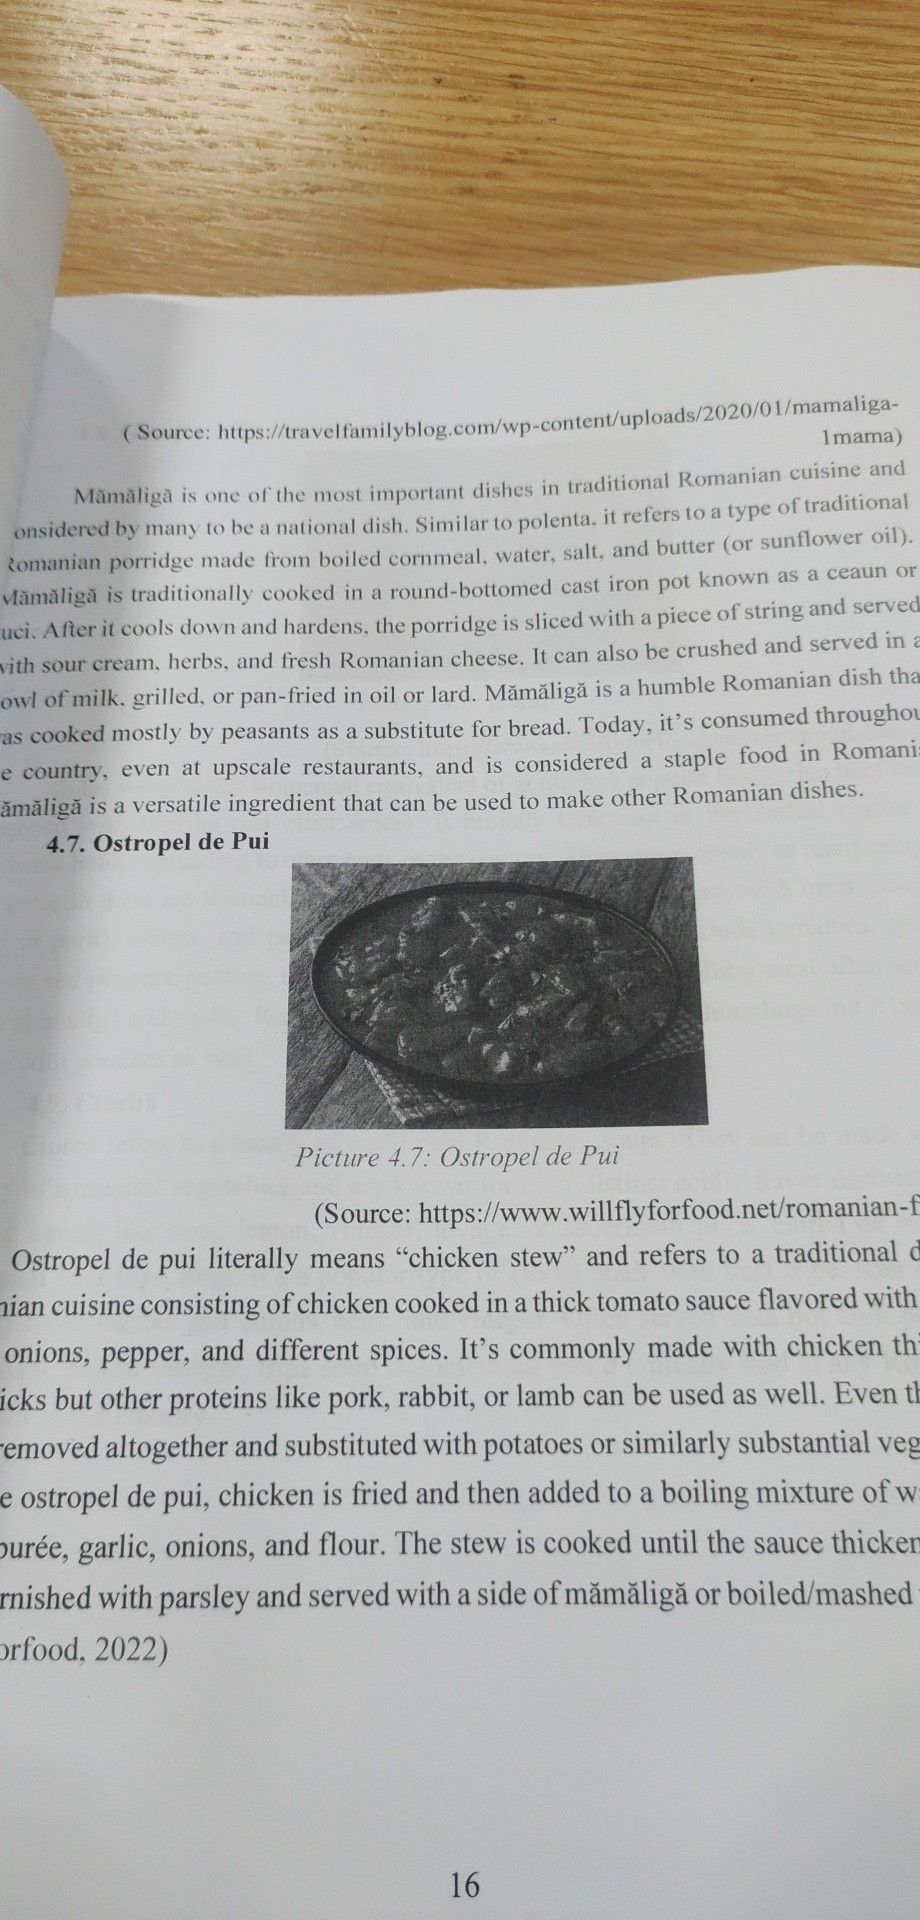 ( Source: https://travelfamilyblog.com/wp-content/uploads/2020/01/mamaliga-
1mama)
Mămăligă is one of the most important dishes in traditional Romanian cuisine and
onsidered by many to be a national dish. Similar to polenta, it refers to a type of traditional
Romanian porridge made from boiled cornmeal, water, salt, and butter (or sunflower oil).
Mămăligă is traditionally cooked in a round-bottomed cast iron pot known as a ceaun or
uci. After it cools down and hardens, the porridge is sliced with a piece of string and served
with sour cream, herbs, and fresh Romanian cheese. It can also be crushed and served in a
owl of milk, grilled, or pan-fried in oil or lard. Mămăligă is a humble Romanian dish tha
as cooked mostly by peasants as a substitute for bread. Today, it's consumed throughou
e country, even at upscale restaurants, and is considered a staple food in Romani
ămăligă is a versatile ingredient that can be used to make other Romanian dishes.
4.7. Ostropel de Pui
Picture 4.7: Ostropel de Pui
(Source: https://www.willflyforfood.net/romanian-f
Ostropel de pui literally means “chicken stew” and refers to a traditional d
nian cuisine consisting of chicken cooked in a thick tomato sauce flavored with
onions, pepper, and different spices. It's commonly made with chicken thi
icks but other proteins like pork, rabbit, or lamb can be used as well. Even th
removed altogether and substituted with potatoes or similarly substantial veg
e ostropel de pui, chicken is fried and then added to a boiling mixture of w
purée, garlic, onions, and flour. The stew is cooked until the sauce thicken
rnished with parsley and served with a side of mămăligă or boiled/mashed
orfood, 2022)
16